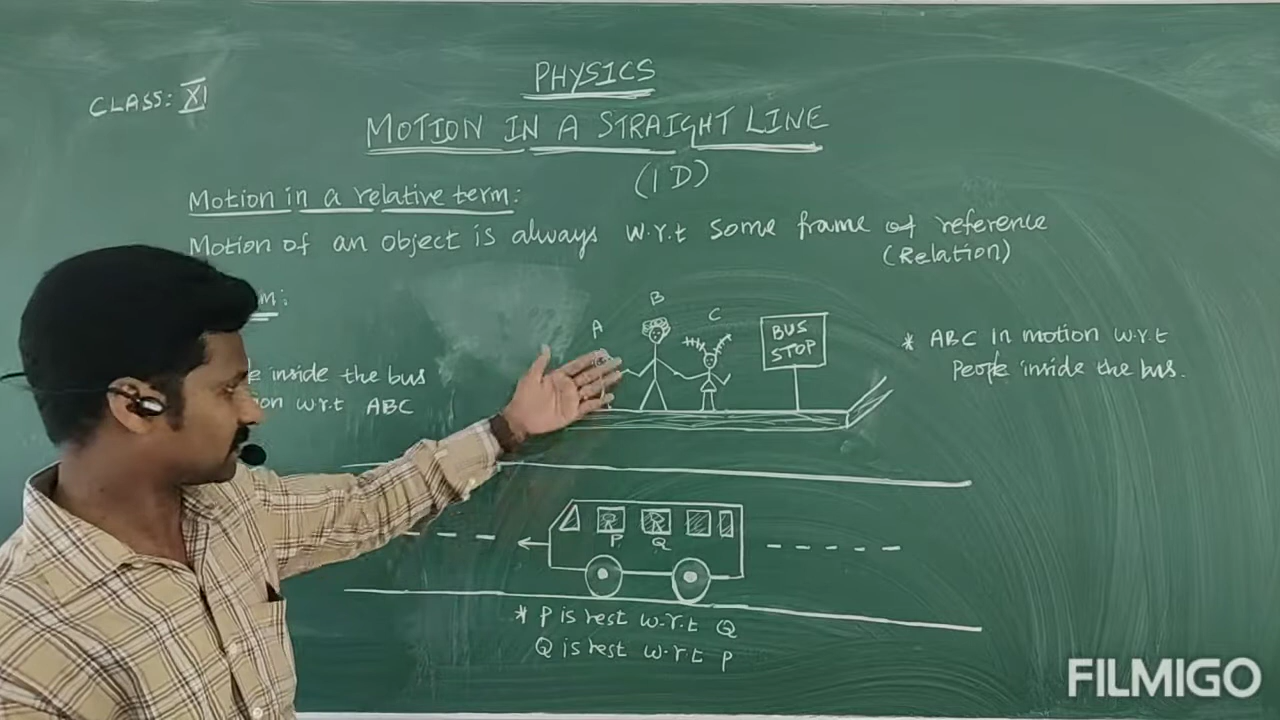 PHYSICS
CLASS: XI
MOTION IN A STRAIGHT LINE
(1D)
Motion in a relative term:
Motion of an object is always w.r.t some frame of reference
(Relation)
m:
A
B
C
BUS
STOP
* ABC in motion w.r.t
People inside the bus.
inside the bus
w.r.t ABC
P
Q
* P is rest w.r.t Q
Q is rest w.r.t P
FILMIGO